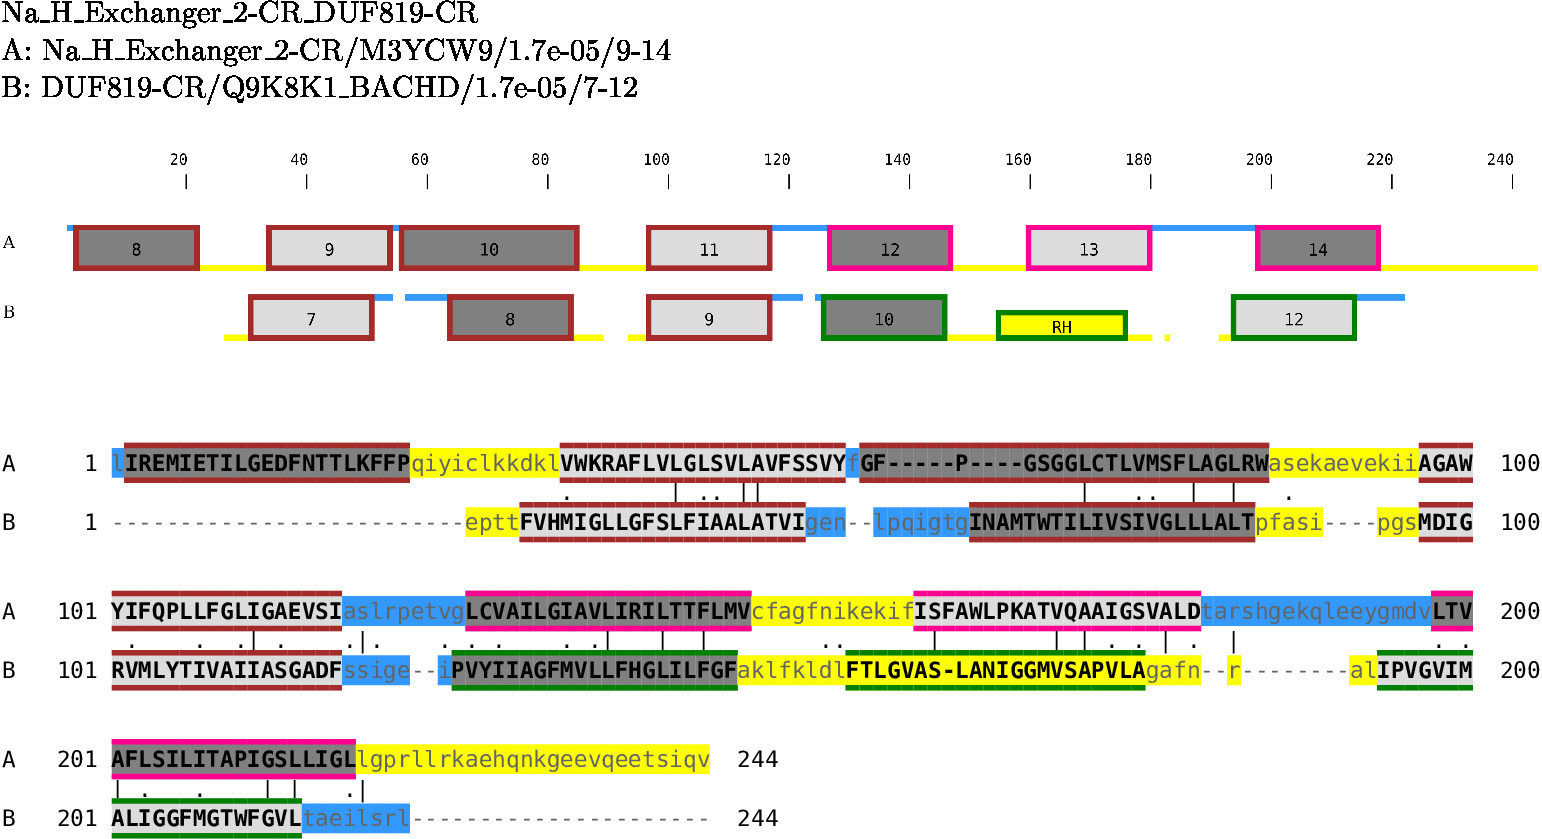 Na_H_Exchanger_2-CR_DUF819-CR
A: Na_H_Exchanger_2-CR/M3YCW9/1.7e-05/9-14
B: DUF819-CR/Q9K8K1_BACHD/1.7e-05/7-12
20 40 60 80 100 120 140 160 180 200 220 240
A 8 9 10 11 12 13 14
B 7 8 9 10 RH 12
A 1 lIREMIETILGEDFNTTLKFFPqiyiclkkdklVWKRAFLVLGLSVLAVFSSVYfGF-----P----GSGGLCTLVMSFLAGLRWasekaevekiiAGAW 100
B 1 --------------------------epttFVHMIGLLGFSLFIAALATVIgen--lpqigtgINAMTWTILIVSIVGLLLALTpfasi----pgsMDIG 100
A 101 YIFQPLLFGLIGAEVSIaslrpetvgLCVAILGIAVLIRILTTFLMVcfagfnikekifISFAWLPKATVQAAIGSVALDtarshgekqleeygmdvLTV 200
B 101 RVMLYTIVAIIASGADFssige--iPVYIIAGFMVLLFHGLILFGFaklfkldlFTLGVAS-LANIGGMVSAPVLAgafn--r--------alIPVGVIM 200
A 201 AFLSILITAPIGSLLIGLlgprllrkaehqnkgeevqeetsiqv 244
B 201 ALIGGFMGTWFGVLtaeilsrl---------------------- 244